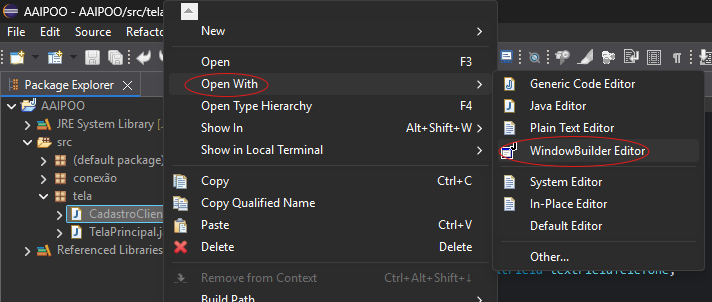 AAIPOO - AAIPOO/src/tela
File Edit Source Refactor
Package Explorer
AAIPOO
JRE System Library [
src
(default package)
conexão
tela
CadastroClien
TelaPrincipal.j
Referenced Libraries
New
Open F3
Open With
Open Type Hierarchy F4
Show In Alt+Shift+W
Show in Local Terminal
Copy Ctrl+C
Copy Qualified Name
Paste Ctrl+V
Delete Delete
Remove from Context Ctrl+Alt+Shift+↓
Build Path
Generic Code Editor
Java Editor
Plain Text Editor
WindowBuilder Editor
System Editor
In-Place Editor
Default Editor
Other...